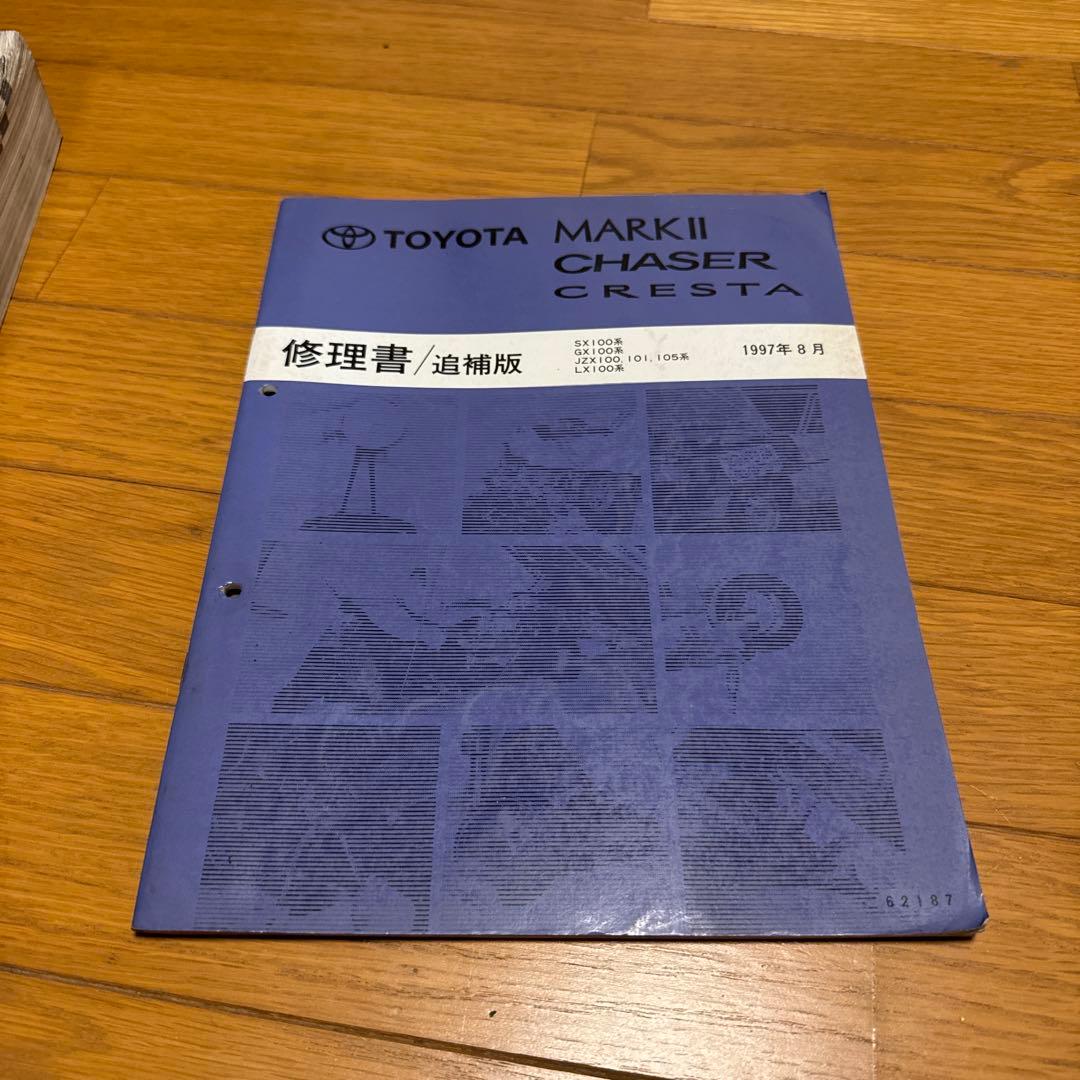 TOYOTA MARK II
CHASER
CRESTA
修理書/追補版
SX100系
GX100系
JZX100, 101, 105系
LX100系
1997年8月
62187